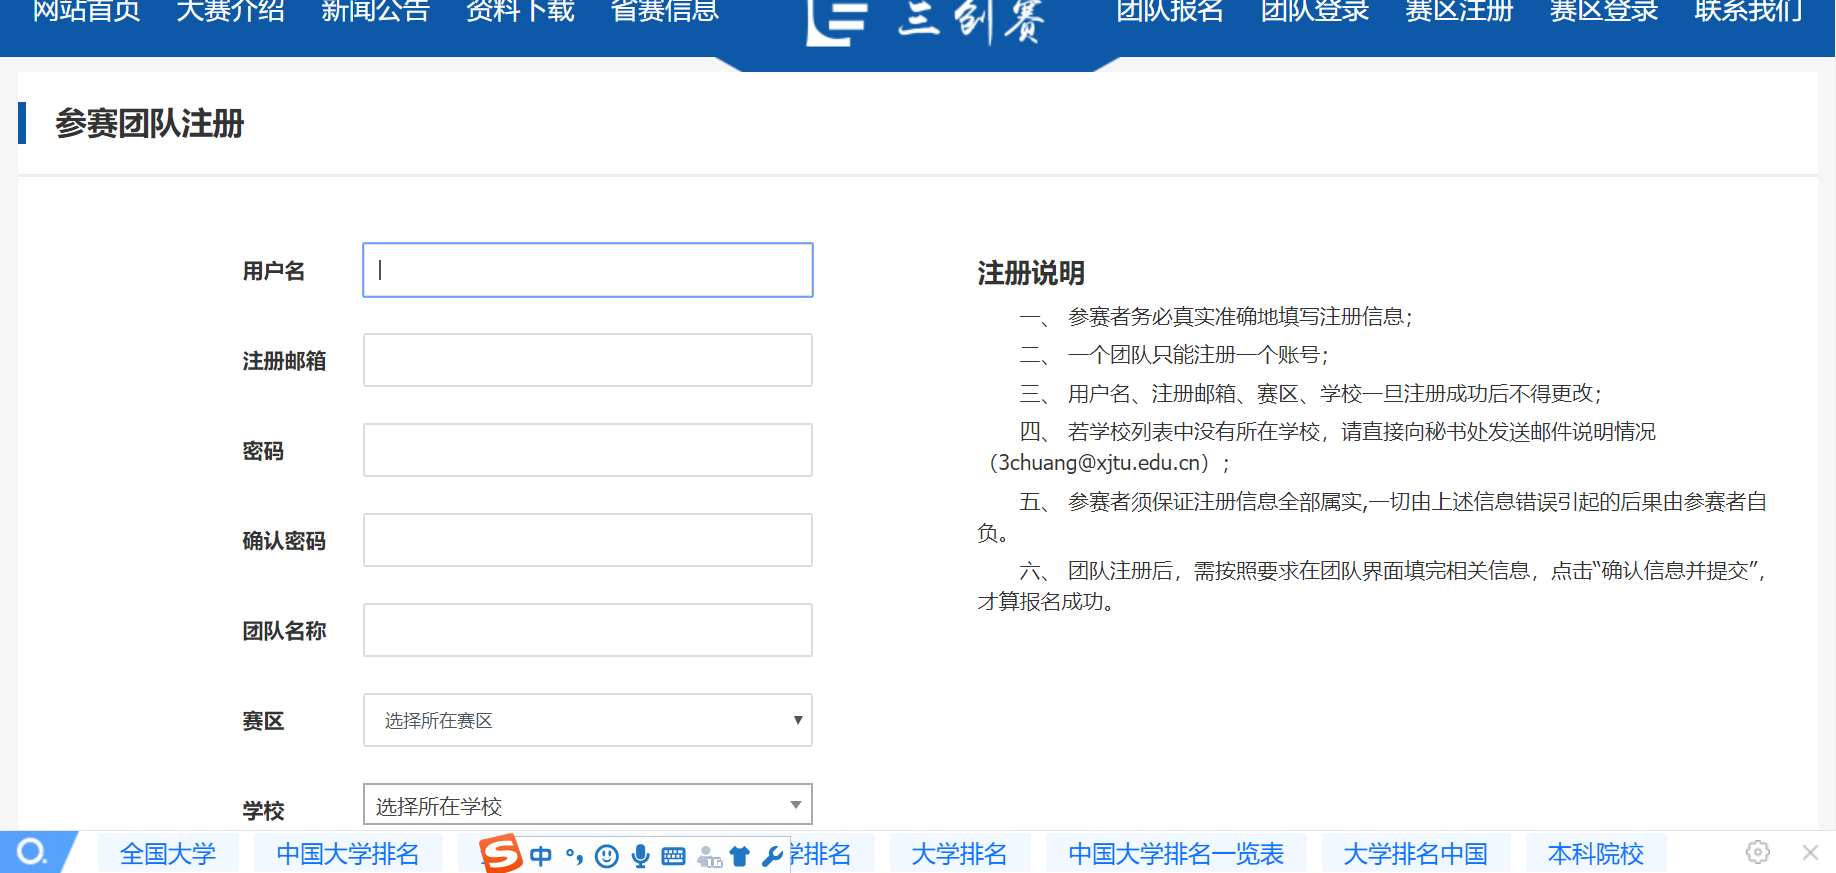 网站首页 大赛介绍 新闻公告 资料下载 省赛信息 三创赛 团队报名 团队登录 赛区注册 赛区登录 联系我们
参赛团队注册
用户名
注册邮箱
密码
确认密码
团队名称
赛区 选择所在赛区
学校 选择所在学校
注册说明
一、 参赛者务必真实准确地填写注册信息；
二、 一个团队只能注册一个账号；
三、 用户名、注册邮箱、赛区、学校一旦注册成功后不得更改；
四、 若学校列表中没有所在学校，请直接向秘书处发送邮件说明情况
（3chuang@xjtu.edu.cn）；
五、 参赛者须保证注册信息全部属实,一切由上述信息错误引起的后果由参赛者自
负。
六、 团队注册后，需按照要求在团队界面填完相关信息，点击“确认信息并提交”，
才算报名成功。
全国大学 中国大学排名 中 学排名 大学排名 中国大学排名一览表 大学排名中国 本科院校